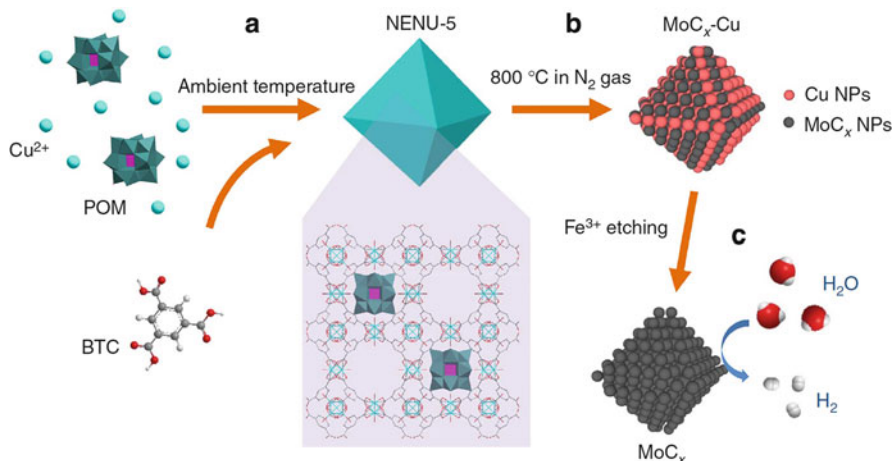 a
NENU-5
b
MoCₓ-Cu
Ambient temperature
800 °C in N₂ gas
Cu NPs
MoCₓ NPs
Cu²⁺
POM
Fe³⁺ etching
c
H₂O
BTC
H₂
MoCₓ